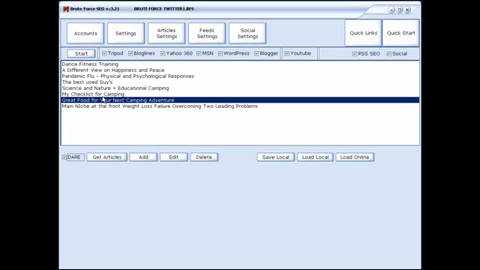 Brute Force SEO v.3.21 BRUTE FORCE TWITTER1.BPS
Accounts Settings Articles Settings Feeds Settings Social Settings Quick Links Quick Start
Start Tripod Bloglines Yahoo 360 MSN WordPress Blogger Youtube RSS SEO Social
Dance Fitness Training
A Different View on Happiness and Peace
Pandemic Flu - Physical and Psychological Responses
The best used Suv's
Science and Nature + Educational Camping
My Checklist for Camping
Great Food for Your Next Camping Adventure
Main Niche at the front Weight Loss Failure Overcoming Two Leading Problems
DARE Get Articles Add Edit Delete Save Local Load Local Load Online